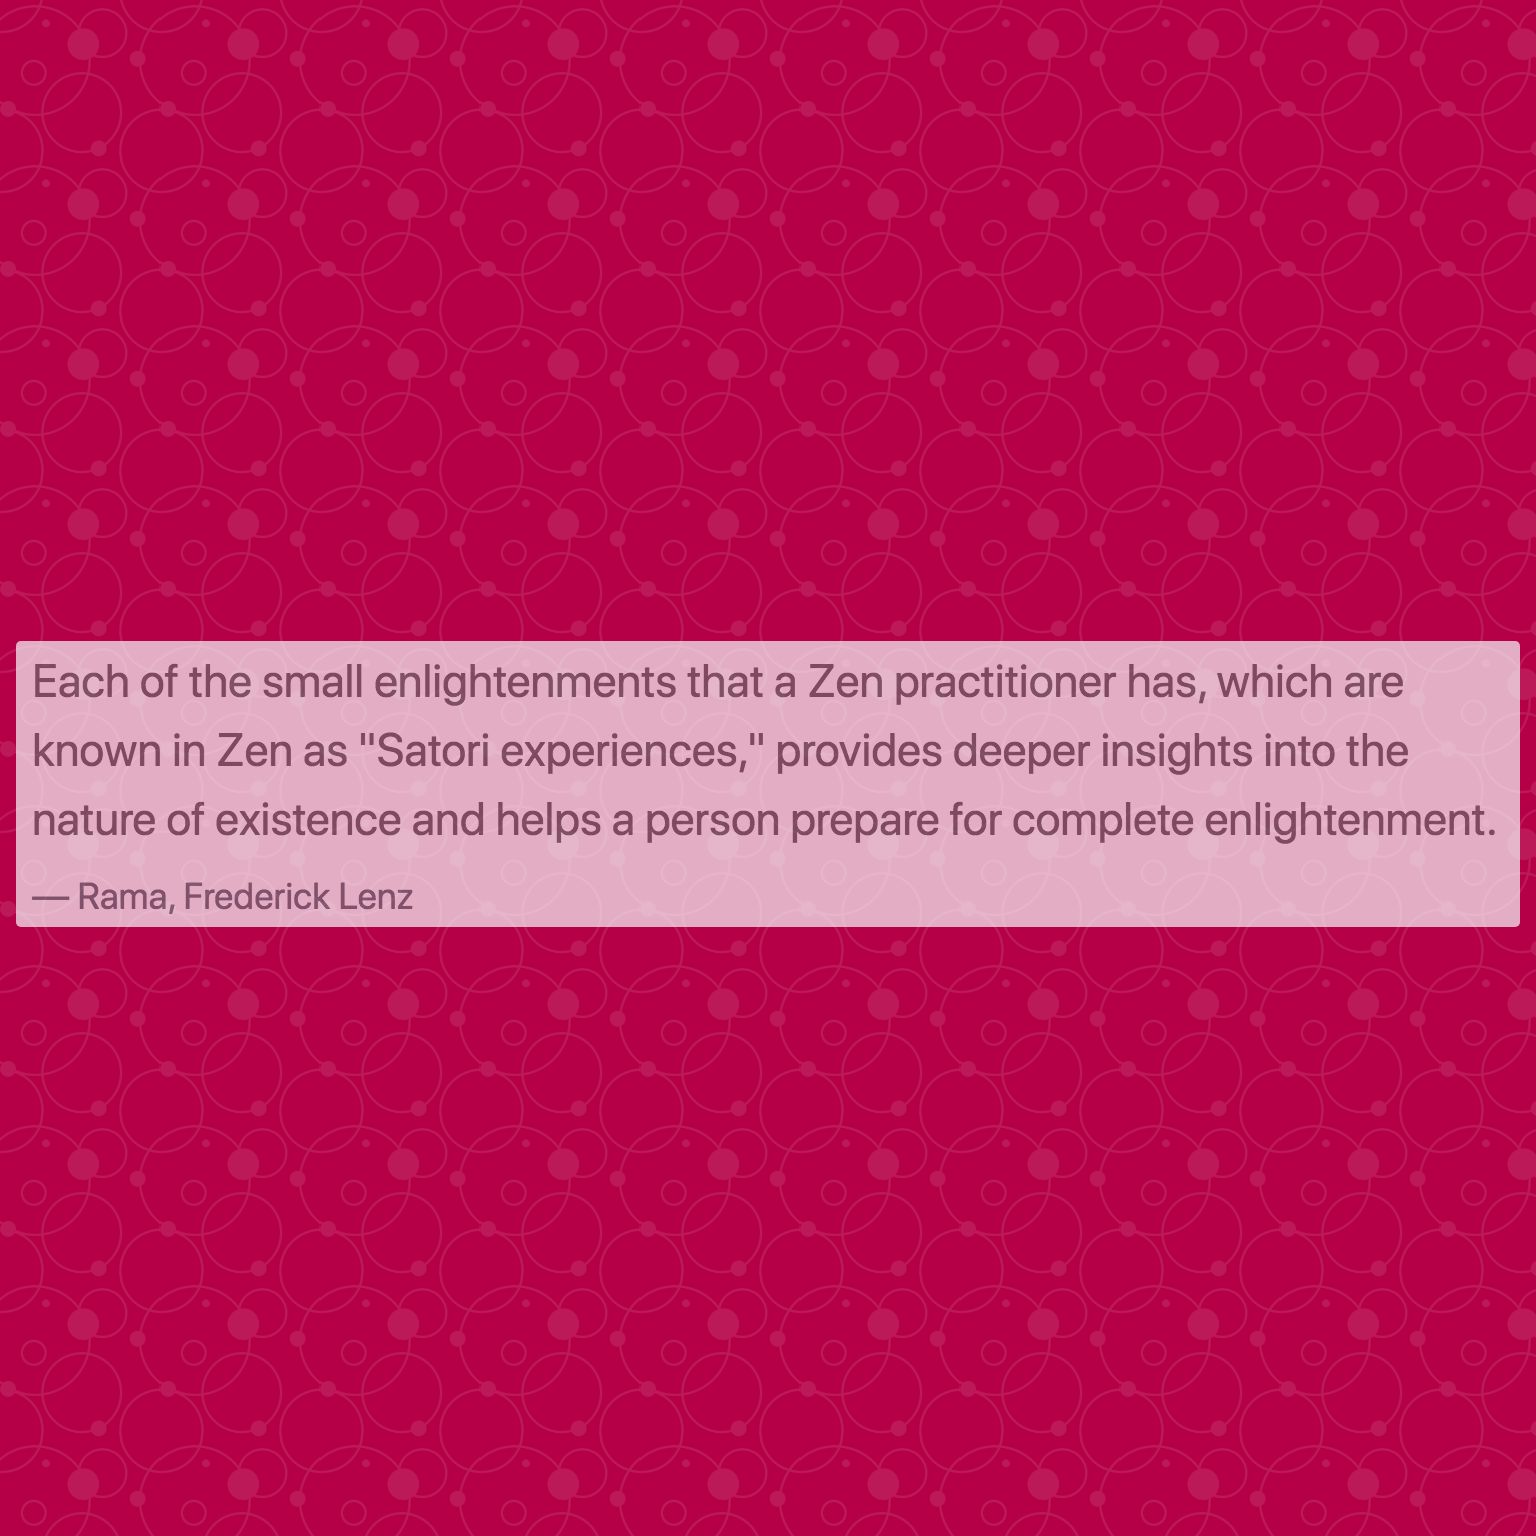 Each of the small enlightenments that a Zen practitioner has, which are
known in Zen as "Satori experiences," provides deeper insights into the
nature of existence and helps a person prepare for complete enlightenment.
— Rama, Frederick Lenz